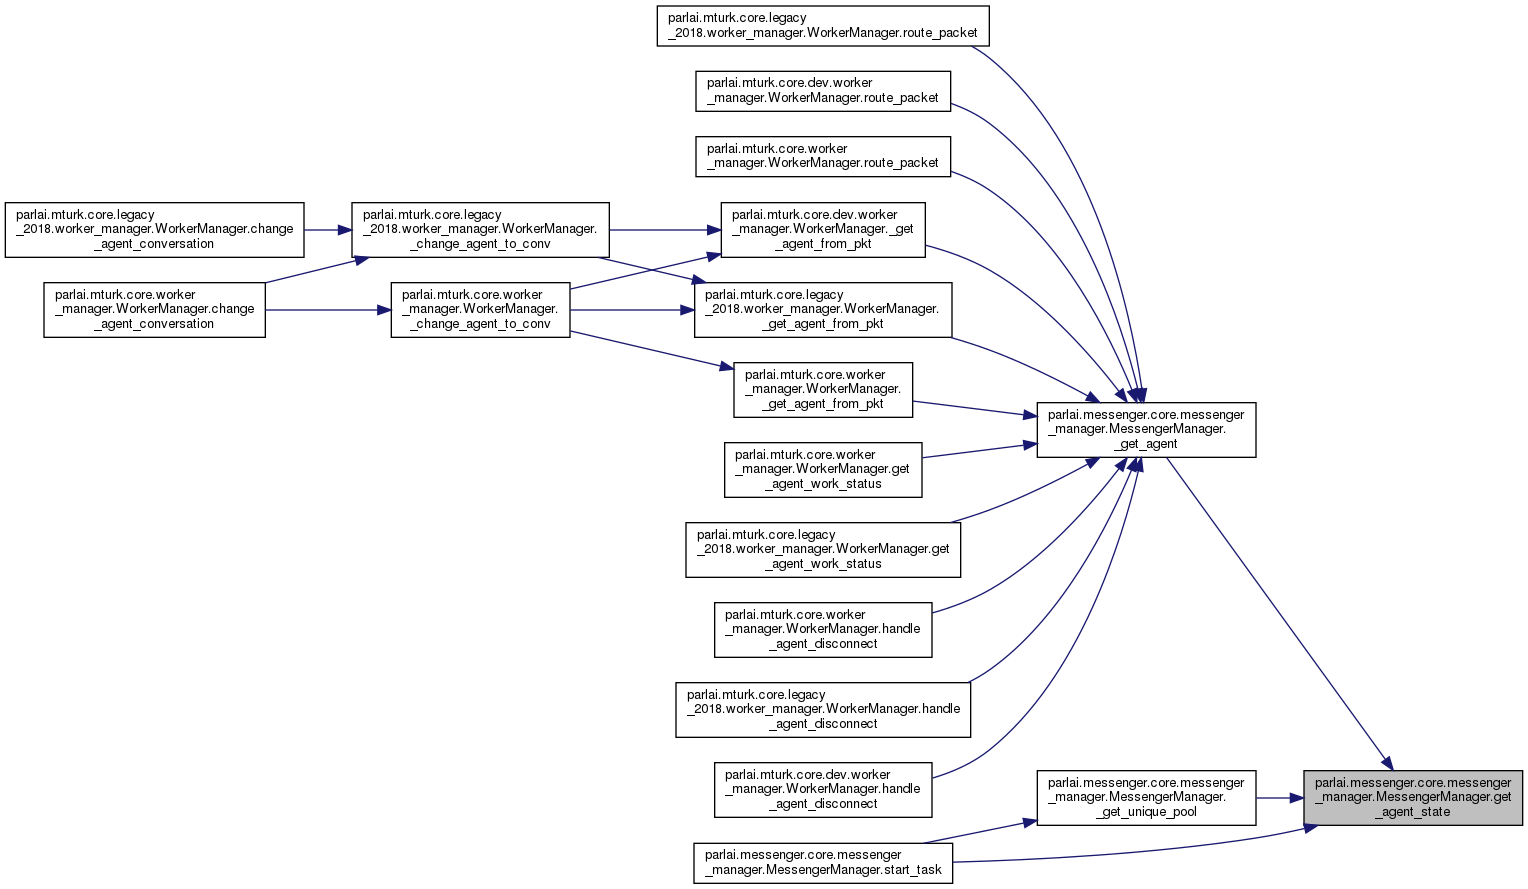 parlai.mturk.core.legacy
_2018.worker_manager.WorkerManager.route_packet
parlai.mturk.core.dev.worker
_manager.WorkerManager.route_packet
parlai.mturk.core.worker
_manager.WorkerManager.route_packet
parlai.mturk.core.legacy
_2018.worker_manager.WorkerManager.change
_agent_conversation
parlai.mturk.core.legacy
_2018.worker_manager.WorkerManager.
_change_agent_to_conv
parlai.mturk.core.dev.worker
_manager.WorkerManager._get
_agent_from_pkt
parlai.mturk.core.worker
_manager.WorkerManager.change
_agent_conversation
parlai.mturk.core.worker
_manager.WorkerManager.
_change_agent_to_conv
parlai.mturk.core.legacy
_2018.worker_manager.WorkerManager.
_get_agent_from_pkt
parlai.mturk.core.worker
_manager.WorkerManager.
_get_agent_from_pkt
parlai.messenger.core.messenger
_manager.MessengerManager.
_get_agent
parlai.mturk.core.worker
_manager.WorkerManager.get
_agent_work_status
parlai.mturk.core.legacy
_2018.worker_manager.WorkerManager.get
_agent_work_status
parlai.mturk.core.worker
_manager.WorkerManager.handle
_agent_disconnect
parlai.mturk.core.legacy
_2018.worker_manager.WorkerManager.handle
_agent_disconnect
parlai.mturk.core.dev.worker
_manager.WorkerManager.handle
_agent_disconnect
parlai.messenger.core.messenger
_manager.MessengerManager.
_get_unique_pool
parlai.messenger.core.messenger
_manager.MessengerManager.get
_agent_state
parlai.messenger.core.messenger
_manager.MessengerManager.start_task